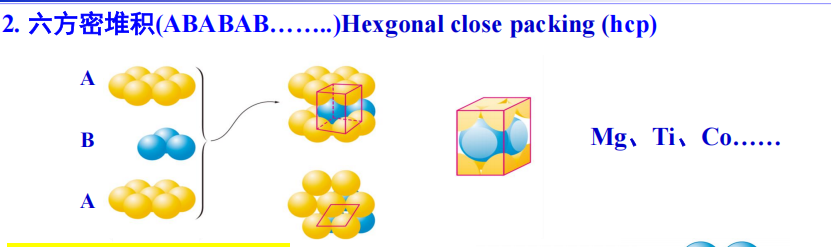 2. 六方密堆积(ABABAB……..)Hexgonal close packing (hcp)
A
B
A
Mg、Ti、Co……